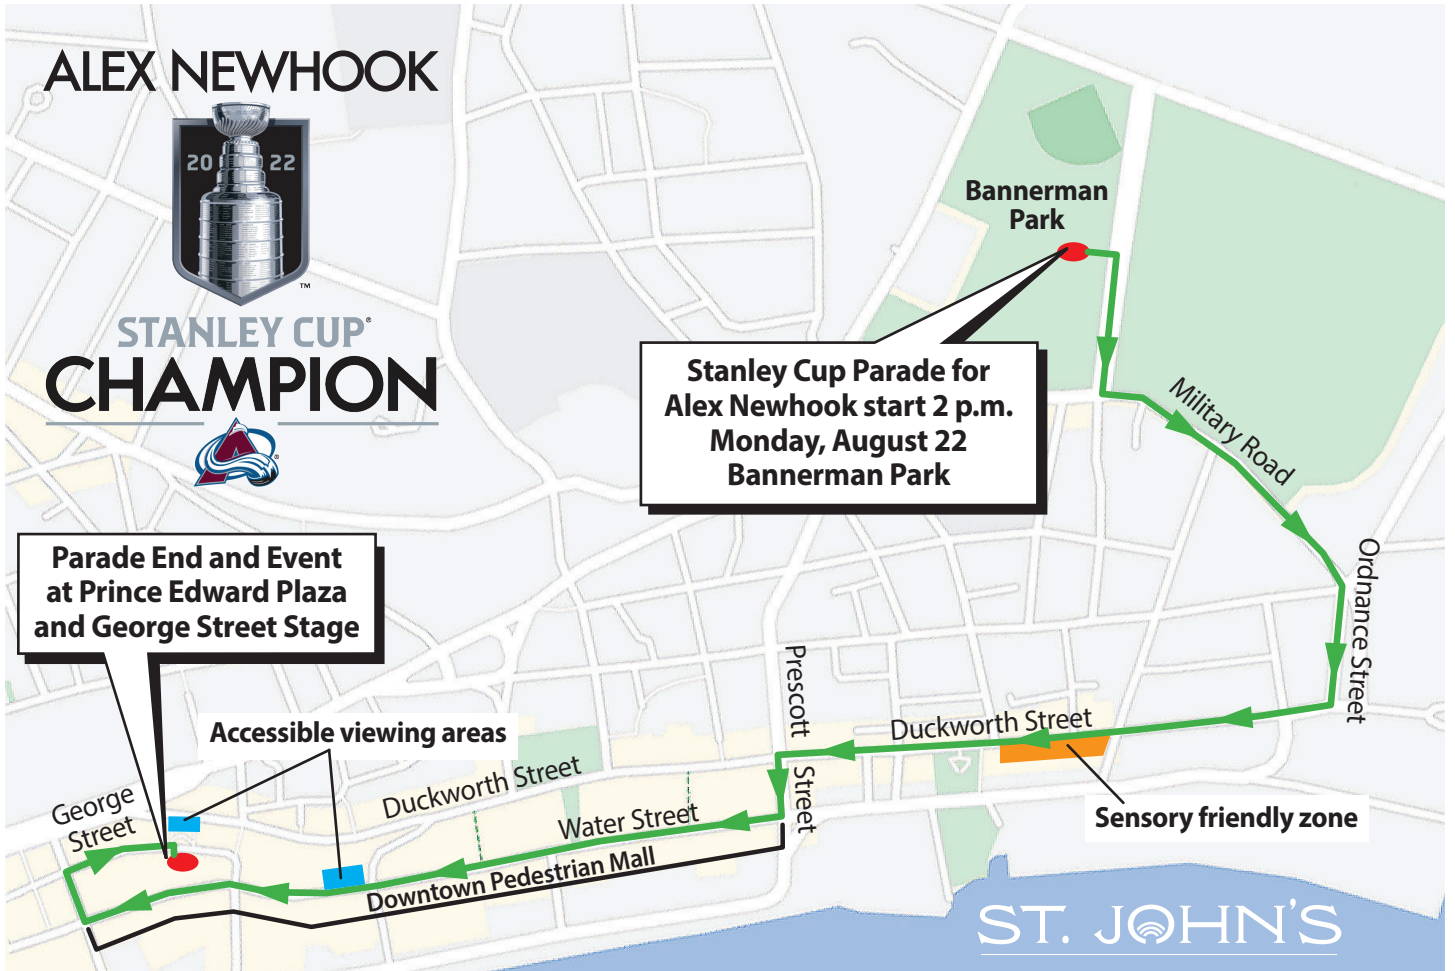 ALEX NEWHOOK
20 22
™
STANLEY CUP®
CHAMPION
®
Bannerman
Park
Stanley Cup Parade for
Alex Newhook start 2 p.m.
Monday, August 22
Bannerman Park
Military Road
Ordnance Street
Parade End and Event
at Prince Edward Plaza
and George Street Stage
Prescott Street
Duckworth Street
Accessible viewing areas
Duckworth Street
George
Street
Water Street
Sensory friendly zone
Downtown Pedestrian Mall
ST. JOHN'S